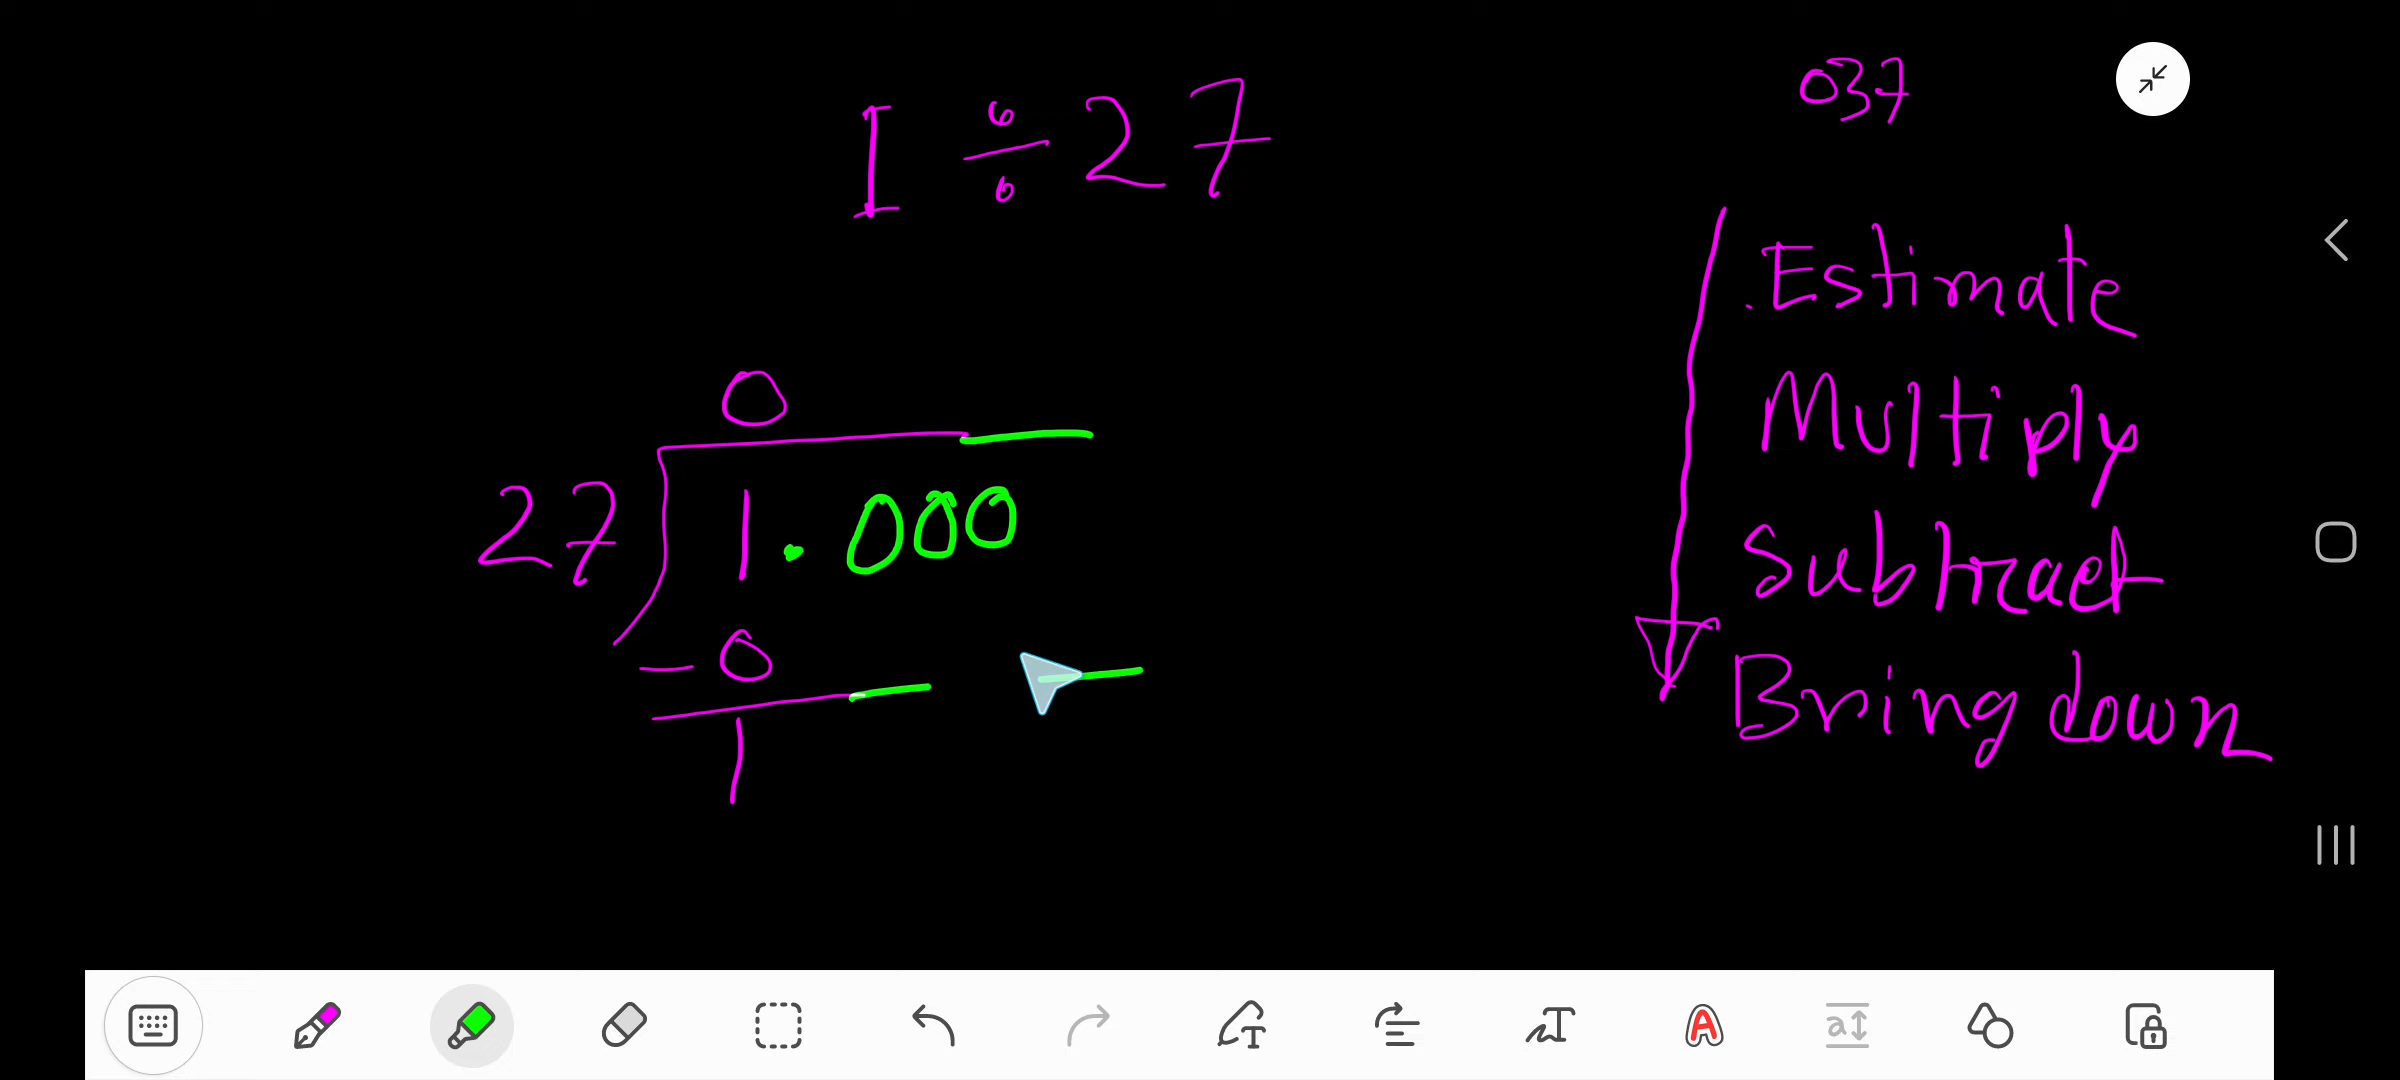 1 ÷ 27
037
Estimate
Multiply
Subtract
Bring down
0
27 1.000
- 0
1